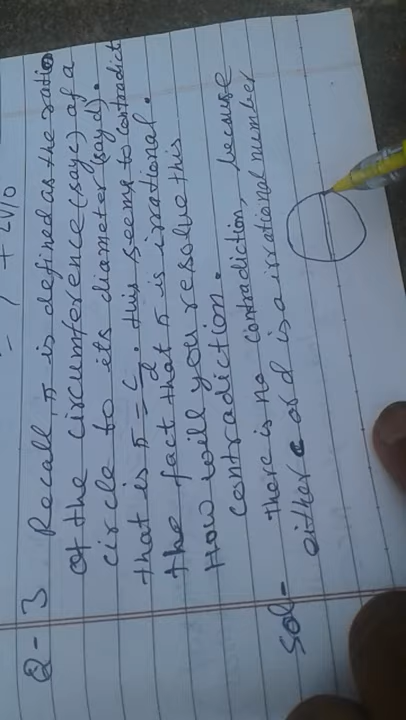 Q-3 Recall, π is defined as the ratio
of the circumference (say c) of a
circle to its diameter (say d).
that is π = c/d. this seems to contradict
the fact that π is irrational.
How will you resolve this
contradiction.
Sol- there is no contradiction, because
either c or d is a irrational number